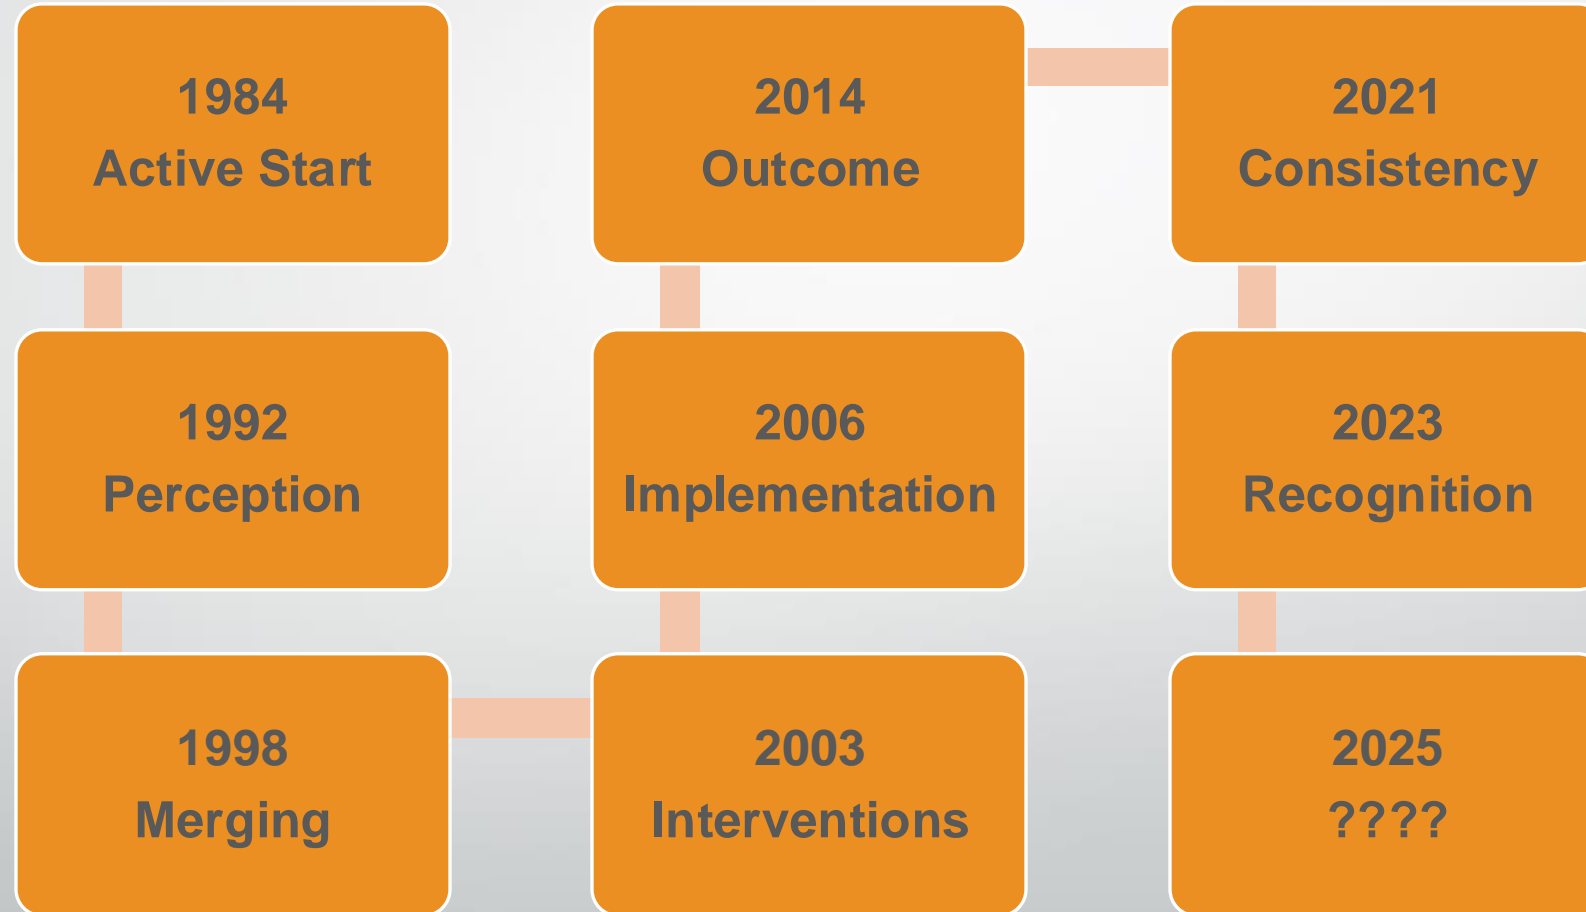 1984
Active Start
1992
Perception
1998
Merging
2003
Interventions
2006
Implementation
2014
Outcome
2021
Consistency
2023
Recognition
2025
????